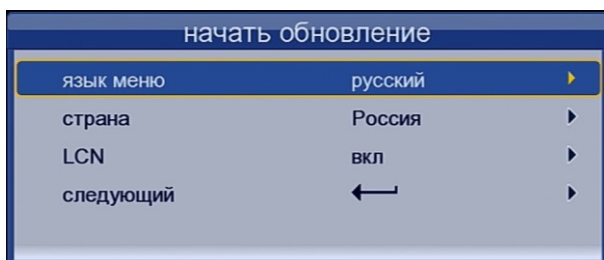 начать обновление
язык меню русский
страна Россия
LCN вкл
следующий